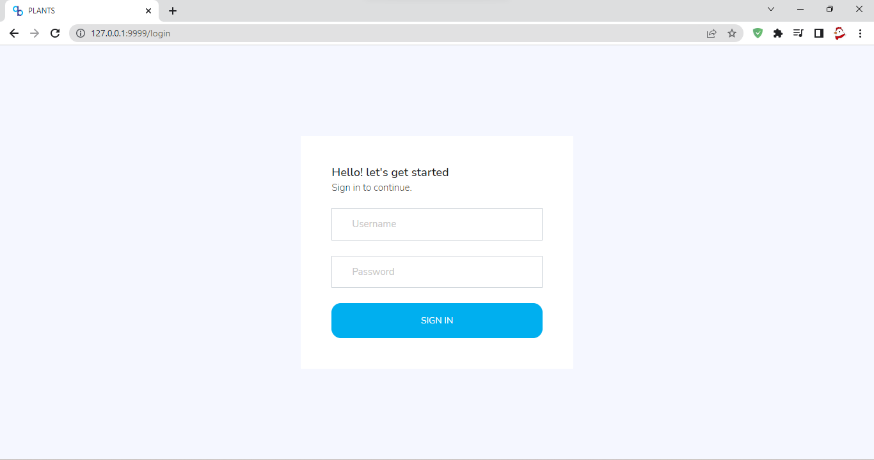 PLANTS
127.0.0.1:9999/login
Hello! let's get started
Sign in to continue.
Username
Password
SIGN IN